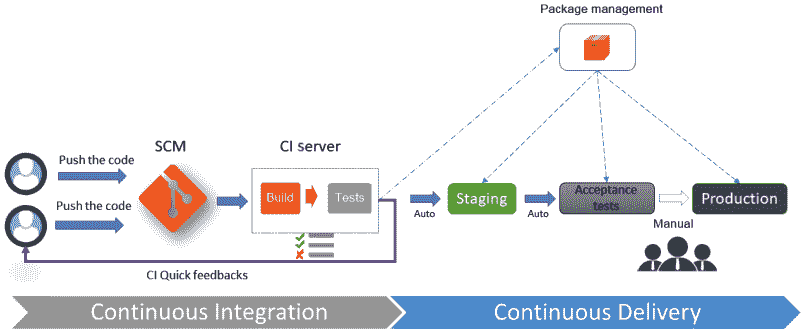 Package management
SCM
CI server
Push the code
Push the code
Build
Tests
Auto
Staging
Auto
Acceptance
tests
Production
Manual
CI Quick feedbacks
Continuous Integration
Continuous Delivery